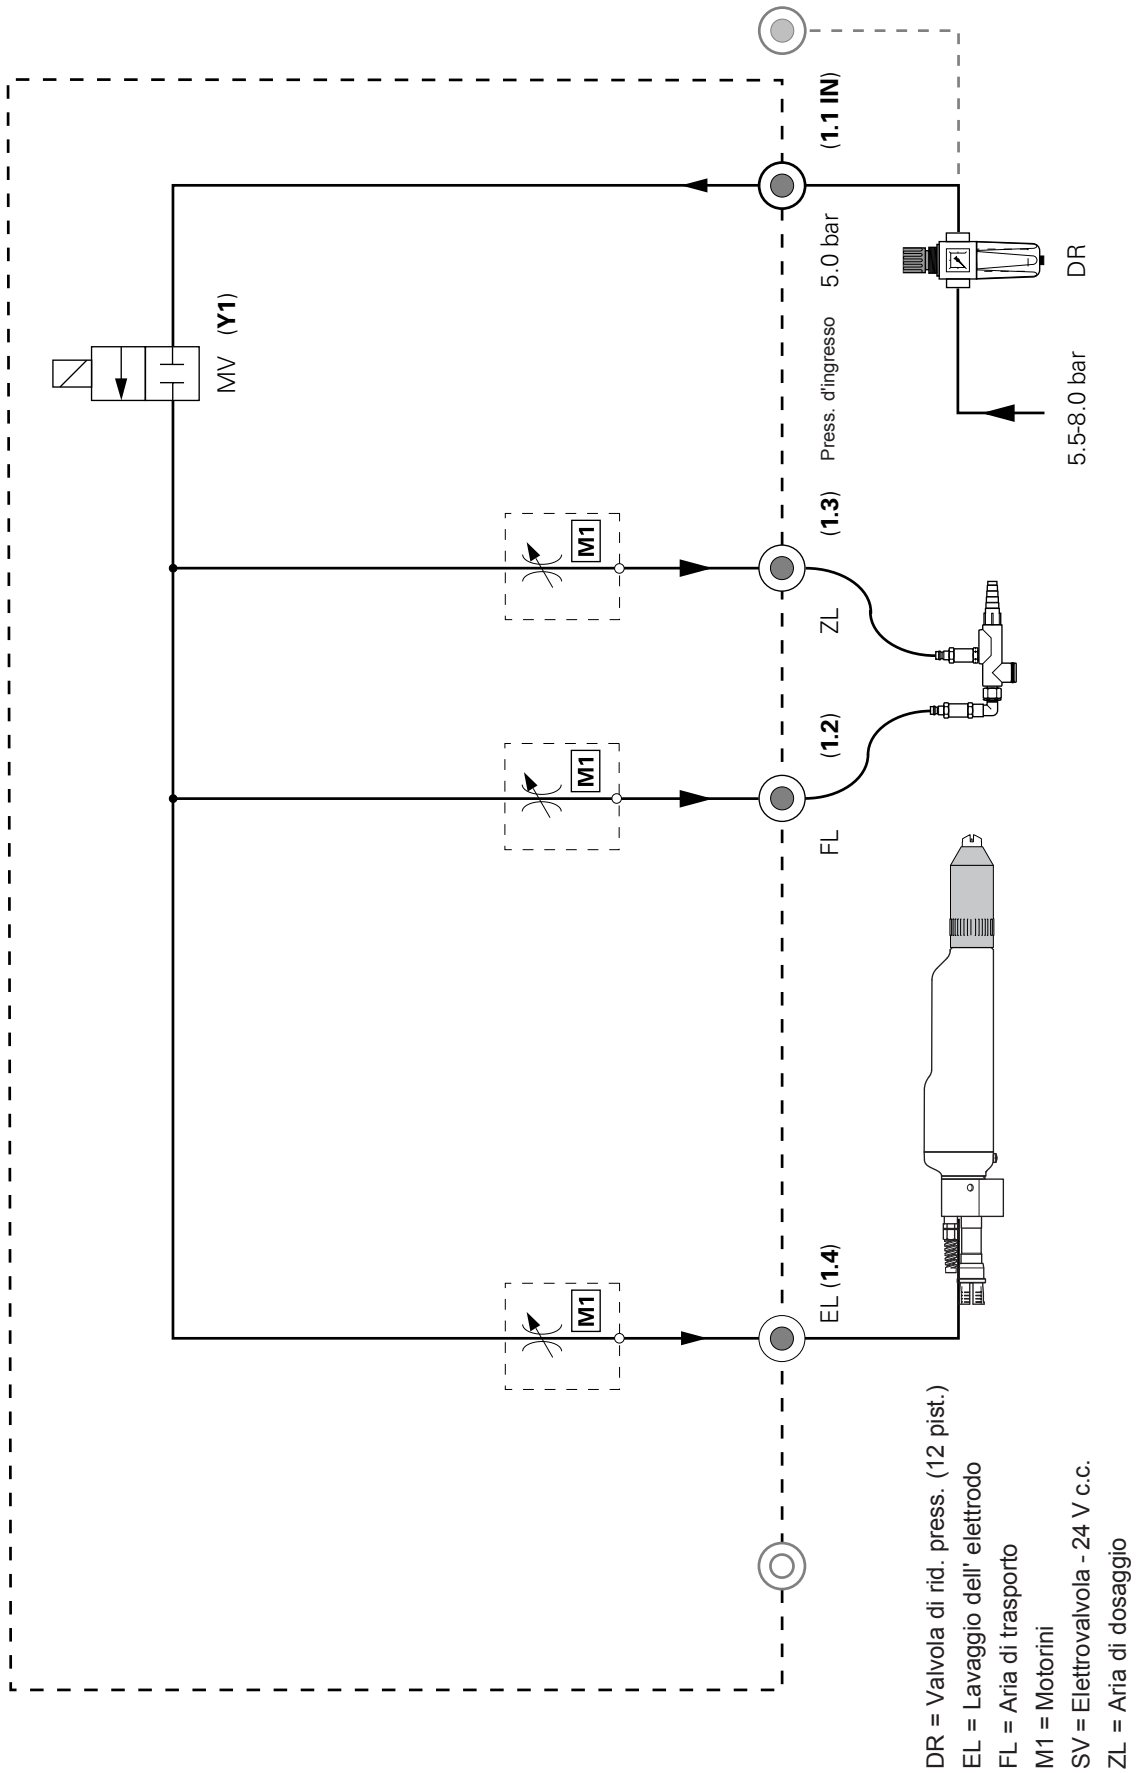 MV (Y1)
M1
M1
M1
EL (1.4)
FL (1.2)
ZL (1.3)
Press. d'ingresso 5.0 bar (1.1 IN)
5.5-8.0 bar
DR
DR = Valvola di rid. press. (12 pist.)
EL = Lavaggio dell' elettrodo
FL = Aria di trasporto
M1 = Motorini
SV = Elettrovalvola - 24 V c.c.
ZL = Aria di dosaggio